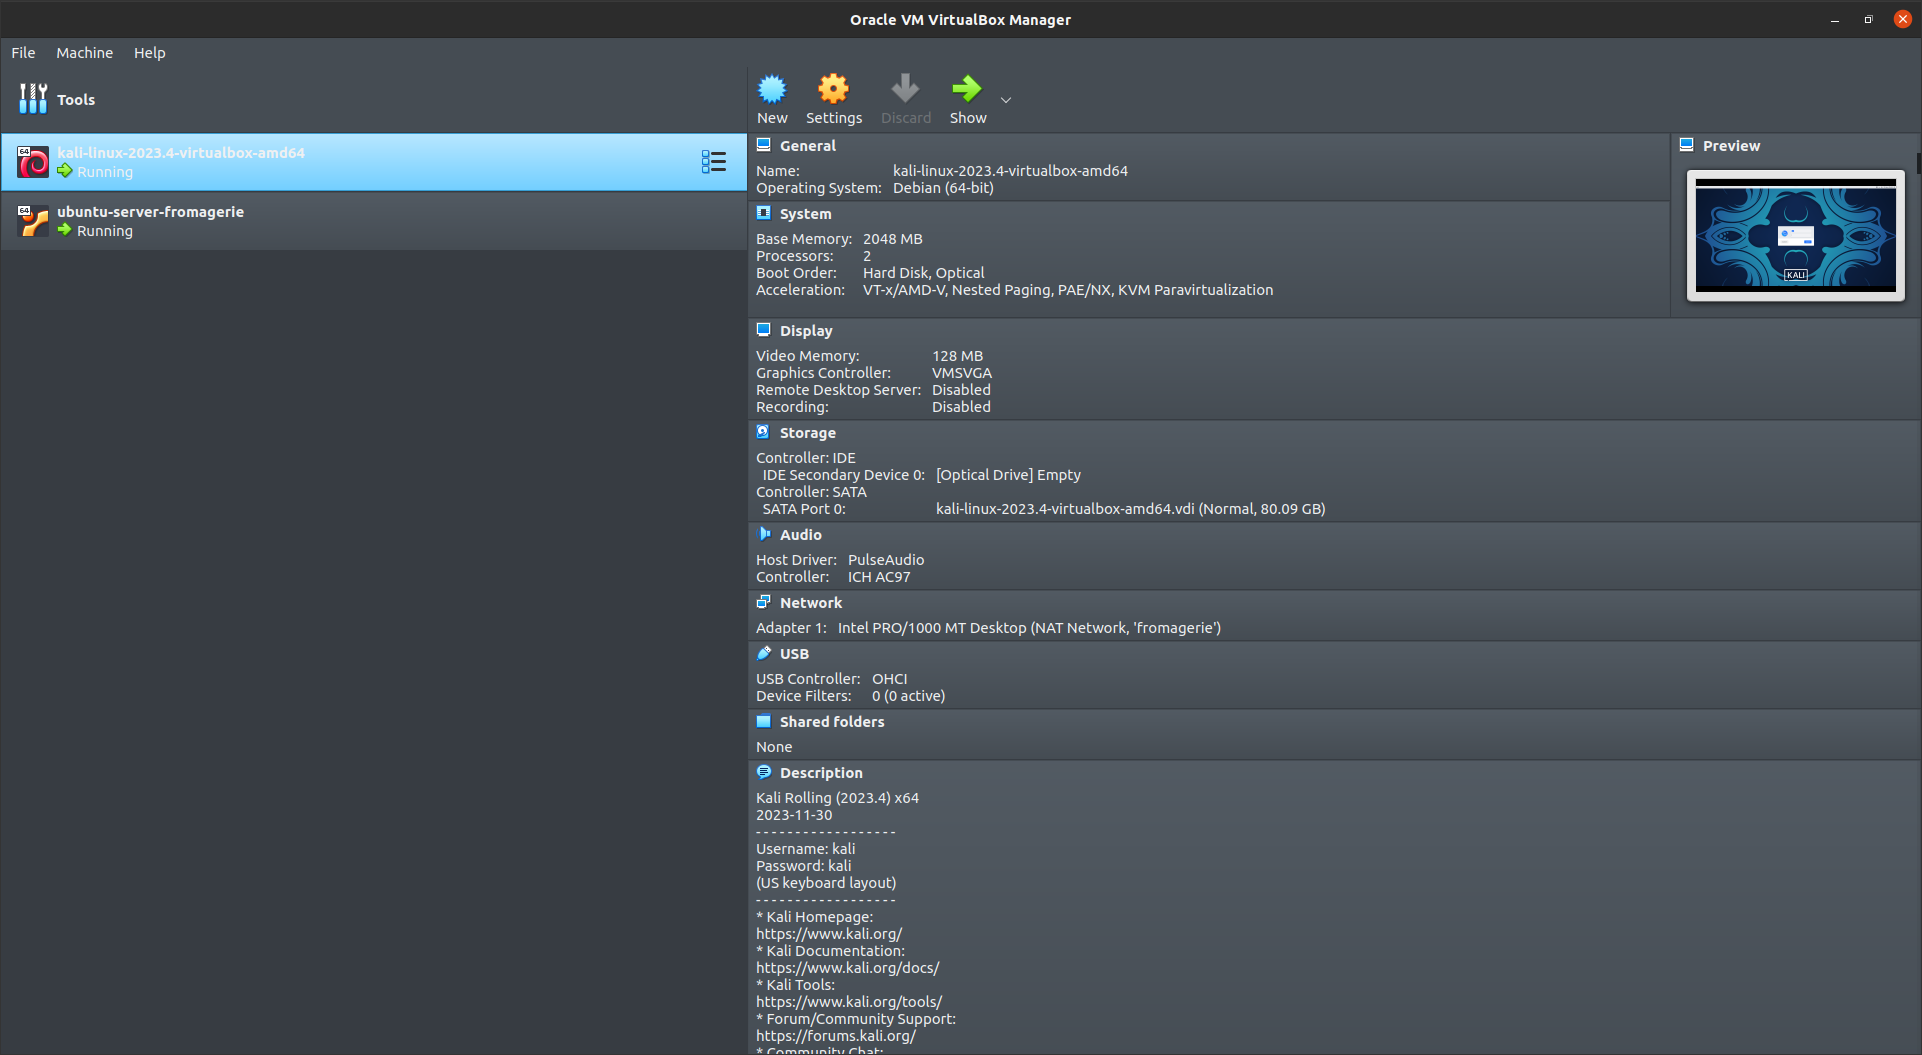 Oracle VM VirtualBox Manager
File Machine Help
Tools
New Settings Discard Show
64
kali-linux-2023.4-virtualbox-amd64
Running
64
ubuntu-server-fromagerie
Running
General
Name: kali-linux-2023.4-virtualbox-amd64
Operating System: Debian (64-bit)
Preview
KALI
System
Base Memory: 2048 MB
Processors: 2
Boot Order: Hard Disk, Optical
Acceleration: VT-x/AMD-V, Nested Paging, PAE/NX, KVM Paravirtualization
Display
Video Memory: 128 MB
Graphics Controller: VMSVGA
Remote Desktop Server: Disabled
Recording: Disabled
Storage
Controller: IDE
IDE Secondary Device 0: [Optical Drive] Empty
Controller: SATA
SATA Port 0: kali-linux-2023.4-virtualbox-amd64.vdi (Normal, 80.09 GB)
Audio
Host Driver: PulseAudio
Controller: ICH AC97
Network
Adapter 1: Intel PRO/1000 MT Desktop (NAT Network, 'fromagerie')
USB
USB Controller: OHCI
Device Filters: 0 (0 active)
Shared folders
None
Description
Kali Rolling (2023.4) x64
2023-11-30
- - - - - - - - - - - - - - - - - -
Username: kali
Password: kali
(US keyboard layout)
- - - - - - - - - - - - - - - - - -
* Kali Homepage:
https://www.kali.org/
* Kali Documentation:
https://www.kali.org/docs/
* Kali Tools:
https://www.kali.org/tools/
* Forum/Community Support:
https://forums.kali.org/
* Community Chat: